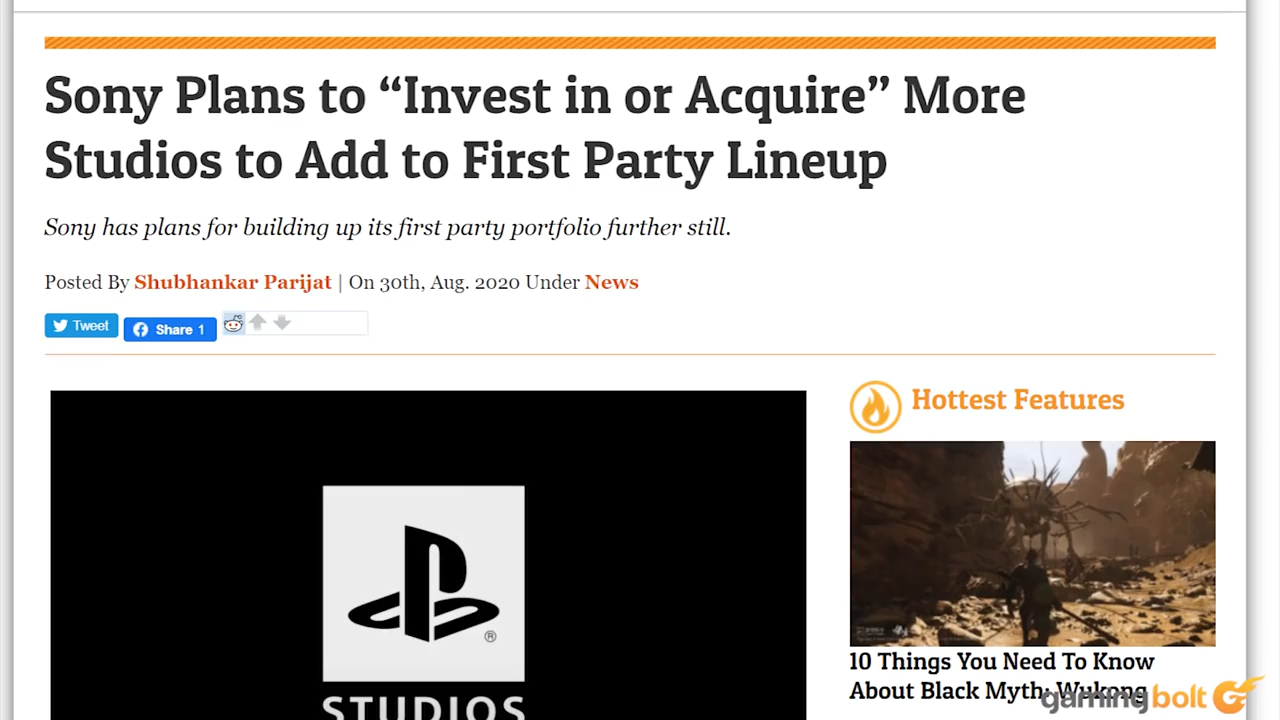 Sony Plans to “Invest in or Acquire” More
Studios to Add to First Party Lineup
Sony has plans for building up its first party portfolio further still.
Posted By Shubhankar Parijat | On 30th, Aug. 2020 Under News
Tweet
Share 1
Hottest Features
®
STUDIOS
10 Things You Need To Know
About Black Myth: Wukong
gamingbolt